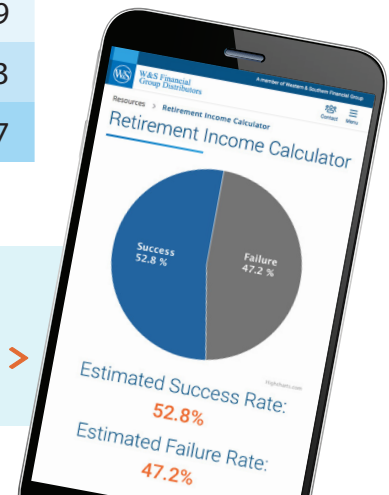 9
3
7
A member of Western & Southern Financial Group
W&S
W&S Financial
Group Distributors
Contact
Menu
Resources > Retirement Income Calculator
Retirement Income Calculator
Success
52.8 %
Failure
47.2 %
Highcharts.com
Estimated Success Rate:
52.8%
Estimated Failure Rate:
47.2%
>